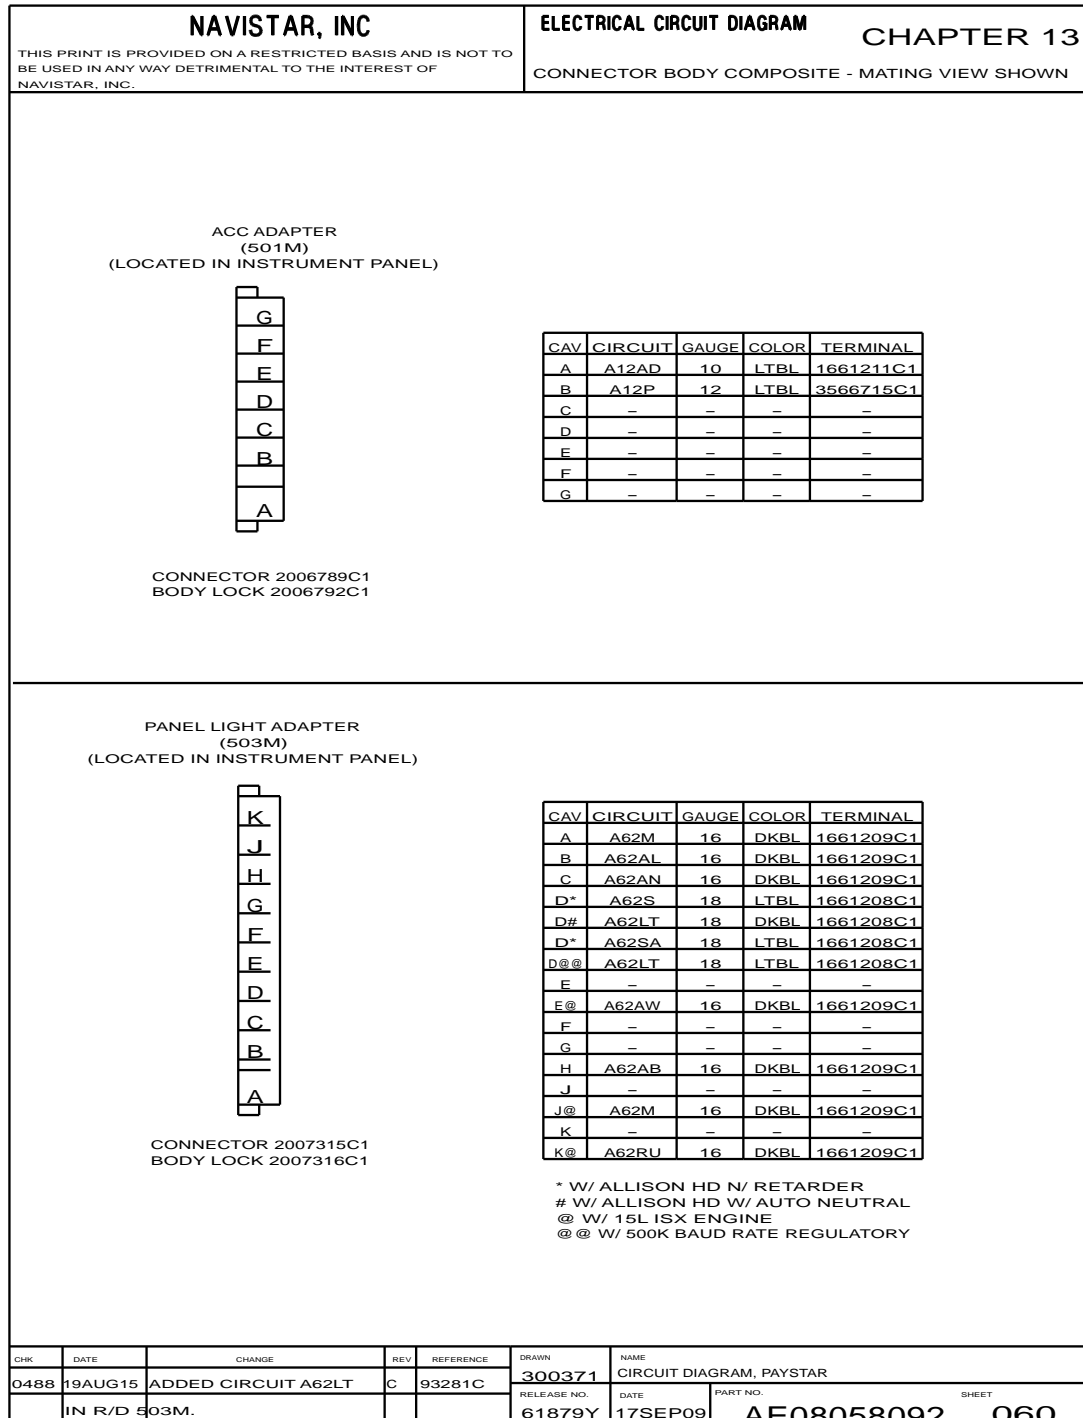 NAVISTAR, INC
THIS PRINT IS PROVIDED ON A RESTRICTED BASIS AND IS NOT TO
BE USED IN ANY WAY DETRIMENTAL TO THE INTEREST OF
NAVISTAR, INC.
ELECTRICAL CIRCUIT DIAGRAM
CHAPTER 13
CONNECTOR BODY COMPOSITE - MATING VIEW SHOWN
ACC ADAPTER
(501M)
(LOCATED IN INSTRUMENT PANEL)
G
F
E
D
C
B
A
CONNECTOR 2006789C1
BODY LOCK 2006792C1
CAV CIRCUIT GAUGE COLOR TERMINAL
A A12AD 10 LTBL 1661211C1
B A12P 12 LTBL 3566715C1
C – – – –
D – – – –
E – – – –
F – – – –
G – – – –
PANEL LIGHT ADAPTER
(503M)
(LOCATED IN INSTRUMENT PANEL)
K
J
H
G
F
E
D
C
B
A
CONNECTOR 2007315C1
BODY LOCK 2007316C1
CAV CIRCUIT GAUGE COLOR TERMINAL
A A62M 16 DKBL 1661209C1
B A62AL 16 DKBL 1661209C1
C A62AN 16 DKBL 1661209C1
D* A62S 18 LTBL 1661208C1
D# A62LT 18 DKBL 1661208C1
D* A62SA 18 LTBL 1661208C1
D@@ A62LT 18 LTBL 1661208C1
E – – – –
E@ A62AW 16 DKBL 1661209C1
F – – – –
G – – – –
H A62AB 16 DKBL 1661209C1
J – – – –
J@ A62M 16 DKBL 1661209C1
K – – – –
K@ A62RU 16 DKBL 1661209C1
* W/ ALLISON HD N/ RETARDER
# W/ ALLISON HD W/ AUTO NEUTRAL
@ W/ 15L ISX ENGINE
@@ W/ 500K BAUD RATE REGULATORY
CHK DATE CHANGE REV REFERENCE
0488 19AUG15 ADDED CIRCUIT A62LT C 93281C
IN R/D 503M.
DRAWN
300371
NAME
CIRCUIT DIAGRAM, PAYSTAR
RELEASE NO.
61879Y
DATE
17SEP09
PART NO.
AE08058092
SHEET
060